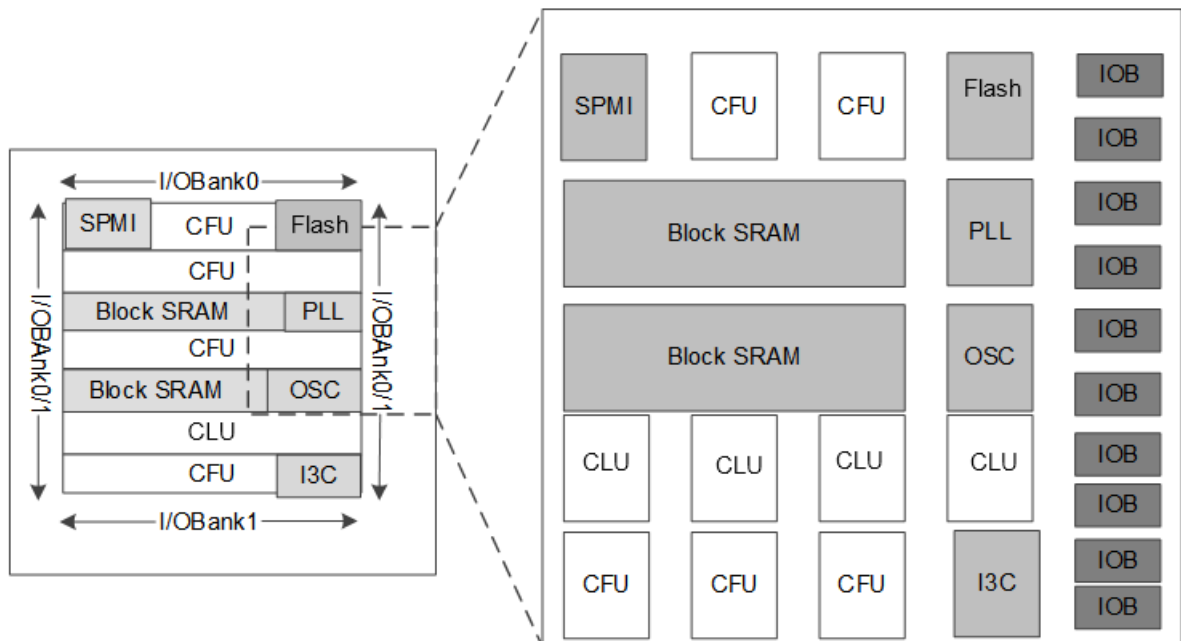 I/OBank0
SPMI
CFU
Flash
CFU
Block SRAM
PLL
CFU
Block SRAM
OSC
CLU
CFU
I3C
I/OBank1
I/OBAnk0/1
I/OBAnk0/1
SPMI
CFU
CFU
Flash
IOB
IOB
Block SRAM
PLL
IOB
IOB
Block SRAM
OSC
IOB
IOB
CLU
CLU
CLU
CLU
IOB
IOB
CFU
CFU
CFU
I3C
IOB
IOB